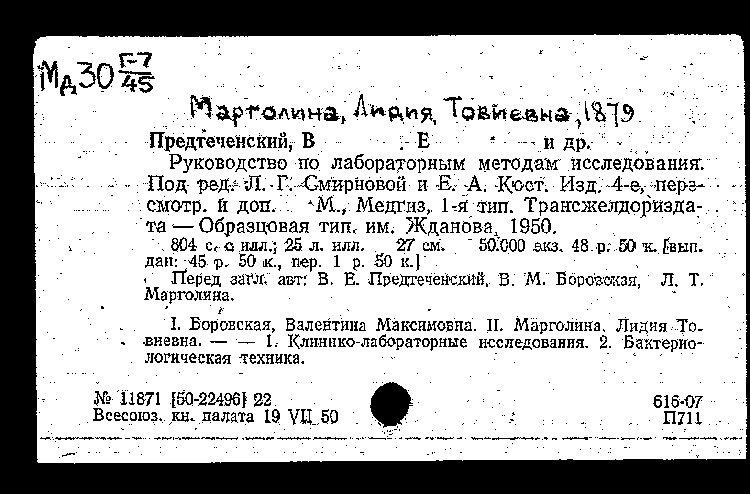 Мд30 Г-7/45
Марголина, Лидия Товиевна, 1879
Предтеченский, В Е и др.
Руководство по лабораторным методам исследования.
Под ред. Л. Г. Смирновой и Е. А. Кост. Изд. 4-е, пере-
смотр. и доп. М., Медгиз, 1-я тип. Трансжелдоризда-
та — Образцовая тип. им. Жданова, 1950.
804 с. с илл.; 25 л. илл. 27 см. 50.000 экз. 48 р. 50 к. [вып.
дан: 45 р. 50 к., пер. 1 р. 50 к.]
Перед загл. авт: В. Е. Предтеченский, В. М. Боровская, Л. Т.
Марголина.
I. Боровская, Валентина Максимовна. II. Марголина, Лидия То-
виевна. — — 1. Клинико-лабораторные исследования. 2. Бактерио-
логическая техника.
№ 11871 [50-22496] 22 616-07
Всесоюз. кн. палата 19 VII 50 П711